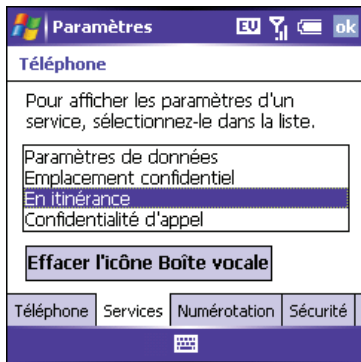 Paramètres EV ok
Téléphone
Pour afficher les paramètres d'un
service, sélectionnez-le dans la liste.
Paramètres de données
Emplacement confidentiel
En itinérance
Confidentialité d'appel
Effacer l'icône Boîte vocale
Téléphone Services Numérotation Sécurité